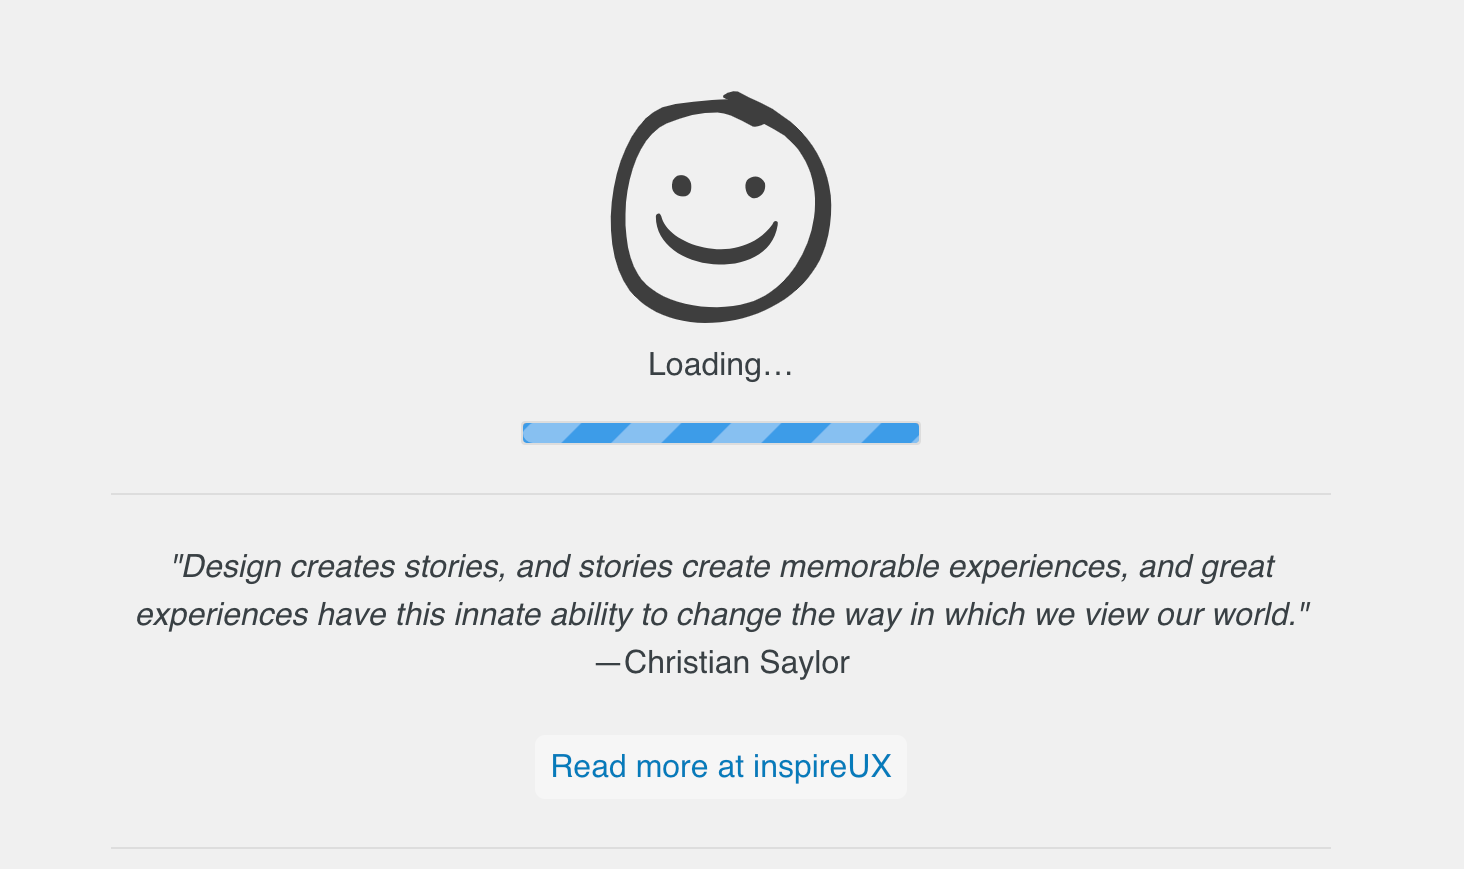 Loading…
"Design creates stories, and stories create memorable experiences, and great
experiences have this innate ability to change the way in which we view our world."
—Christian Saylor
Read more at inspireUX